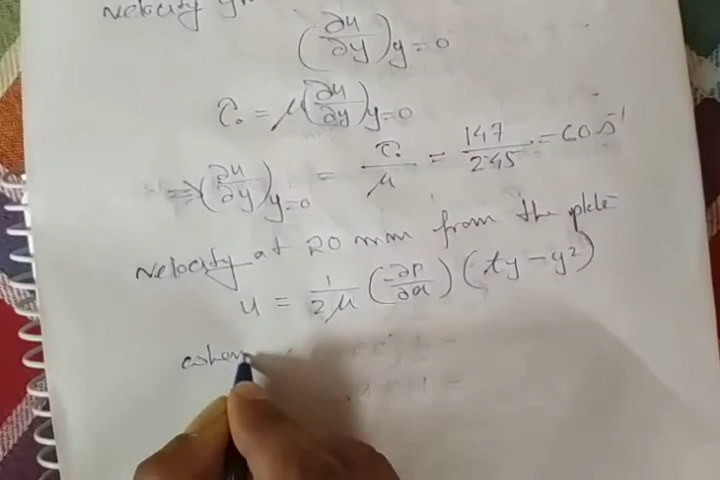 Velocity
(∂u/∂y)y=0
τ₀ = μ(∂u/∂y)y=0
=> (∂u/∂y)y=0 = τ₀/μ = 147/2.45 = 60 s⁻¹
Velocity at 20 mm from the plate
u = 1/2μ (-∂P/∂x) (ty - y²)
when